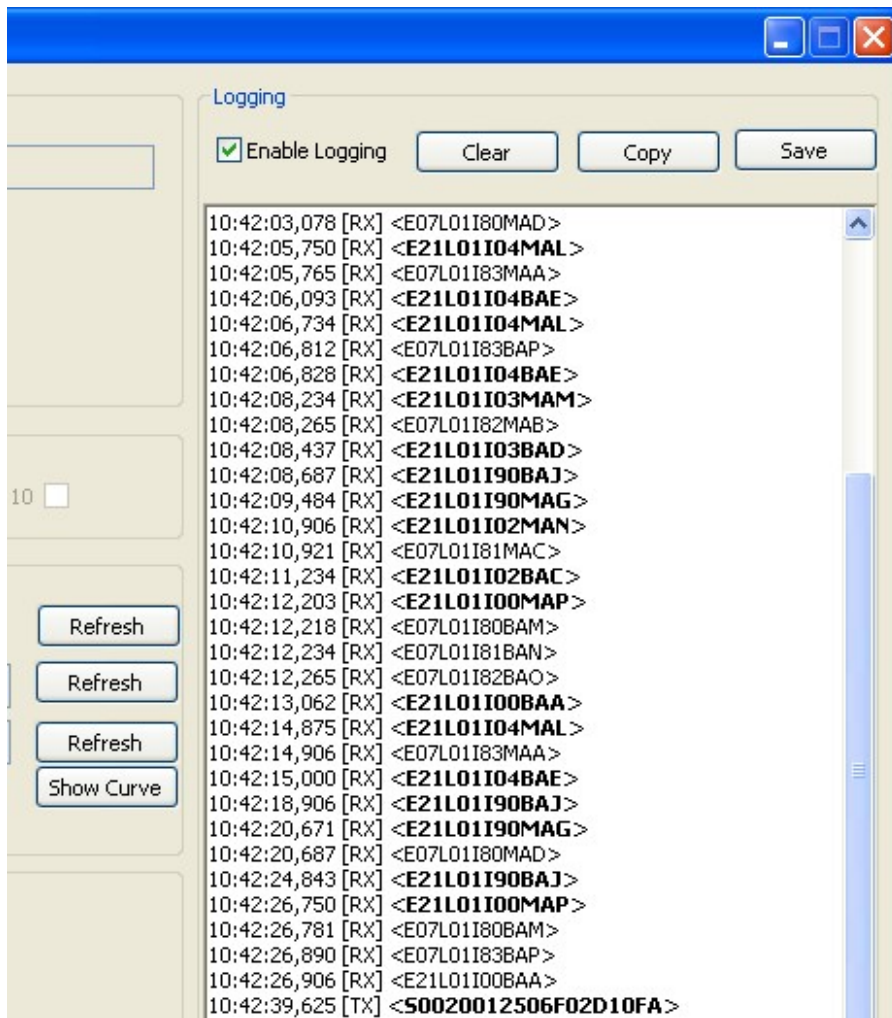 Logging
Enable Logging
Clear
Copy
Save
10:42:03,078 [RX] <E07L01I80MAD>
10:42:05,750 [RX] <E21L01I04MAL>
10:42:05,765 [RX] <E07L01I83MAA>
10:42:06,093 [RX] <E21L01I04BAE>
10:42:06,734 [RX] <E21L01I04MAL>
10:42:06,812 [RX] <E07L01I83BAP>
10:42:06,828 [RX] <E21L01I04BAE>
10:42:08,234 [RX] <E21L01I03MAM>
10:42:08,265 [RX] <E07L01I82MAB>
10:42:08,437 [RX] <E21L01I03BAD>
10:42:08,687 [RX] <E21L01I90BAJ>
10:42:09,484 [RX] <E21L01I90MAG>
10:42:10,906 [RX] <E21L01I02MAN>
10:42:10,921 [RX] <E07L01I81MAC>
10:42:11,234 [RX] <E21L01I02BAC>
10:42:12,203 [RX] <E21L01I00MAP>
10:42:12,218 [RX] <E07L01I80BAM>
10:42:12,234 [RX] <E07L01I81BAN>
10:42:12,265 [RX] <E07L01I82BAO>
10:42:13,062 [RX] <E21L01I00BAA>
10:42:14,875 [RX] <E21L01I04MAL>
10:42:14,906 [RX] <E07L01I83MAA>
10:42:15,000 [RX] <E21L01I04BAE>
10:42:18,906 [RX] <E21L01I90BAJ>
10:42:20,671 [RX] <E21L01I90MAG>
10:42:20,687 [RX] <E07L01I80MAD>
10:42:24,843 [RX] <E21L01I90BAJ>
10:42:26,750 [RX] <E21L01I00MAP>
10:42:26,781 [RX] <E07L01I80BAM>
10:42:26,890 [RX] <E07L01I83BAP>
10:42:26,906 [RX] <E21L01I00BAA>
10:42:39,625 [TX] <S0020012506F02D10FA>
10
Refresh
Refresh
Refresh
Show Curve